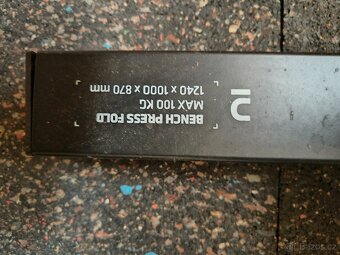 BENCH PRESS FOLD
MAX 100 KG
1240 x 1000 x 870 mm